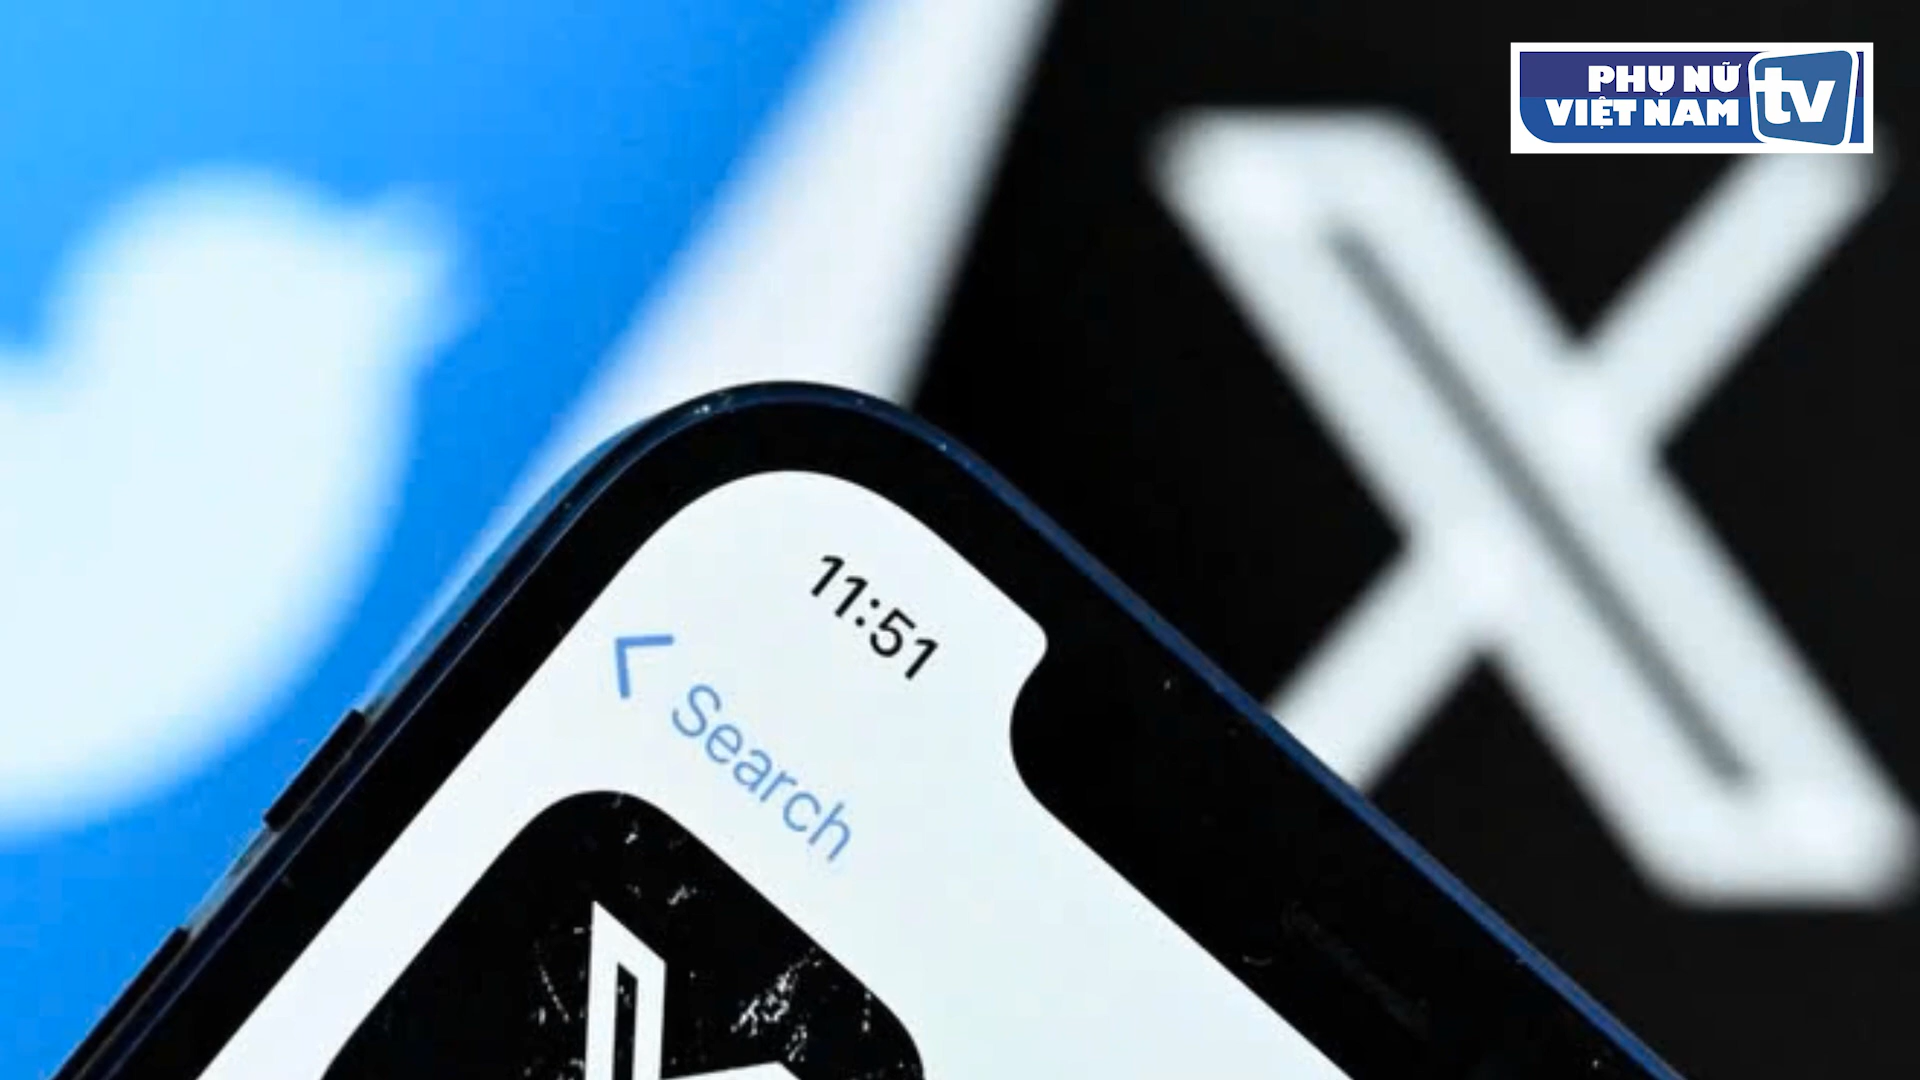 PHỤ NỮ
VIỆT NAM
tv
11:51
Search